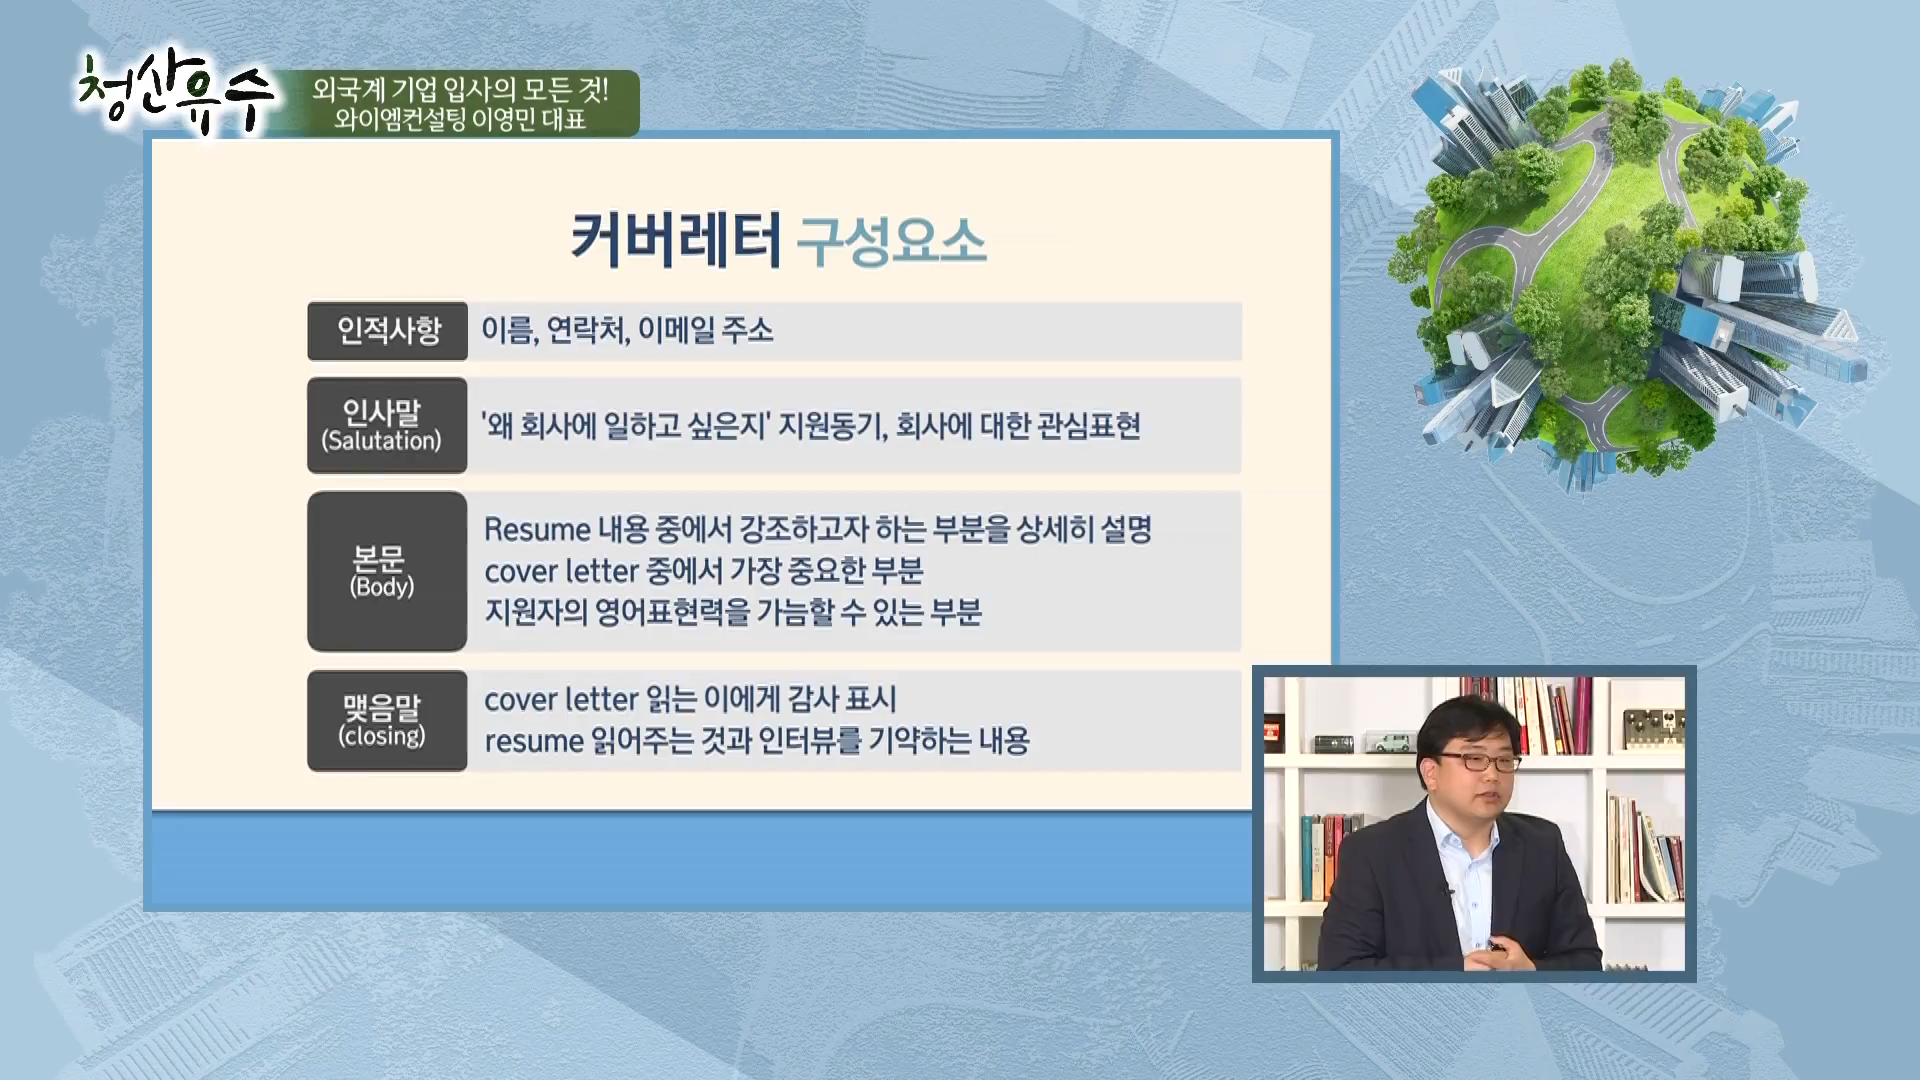 청산유수
외국계 기업 입사의 모든 것!
와이엠컨설팅 이영민 대표
커버레터 구성요소
인적사항
이름, 연락처, 이메일 주소
인사말
(Salutation)
'왜 회사에 일하고 싶은지' 지원동기, 회사에 대한 관심표현
본문
(Body)
Resume 내용 중에서 강조하고자 하는 부분을 상세히 설명
cover letter 중에서 가장 중요한 부분
지원자의 영어표현력을 가늠할 수 있는 부분
맺음말
(closing)
cover letter 읽는 이에게 감사 표시
resume 읽어주는 것과 인터뷰를 기약하는 내용